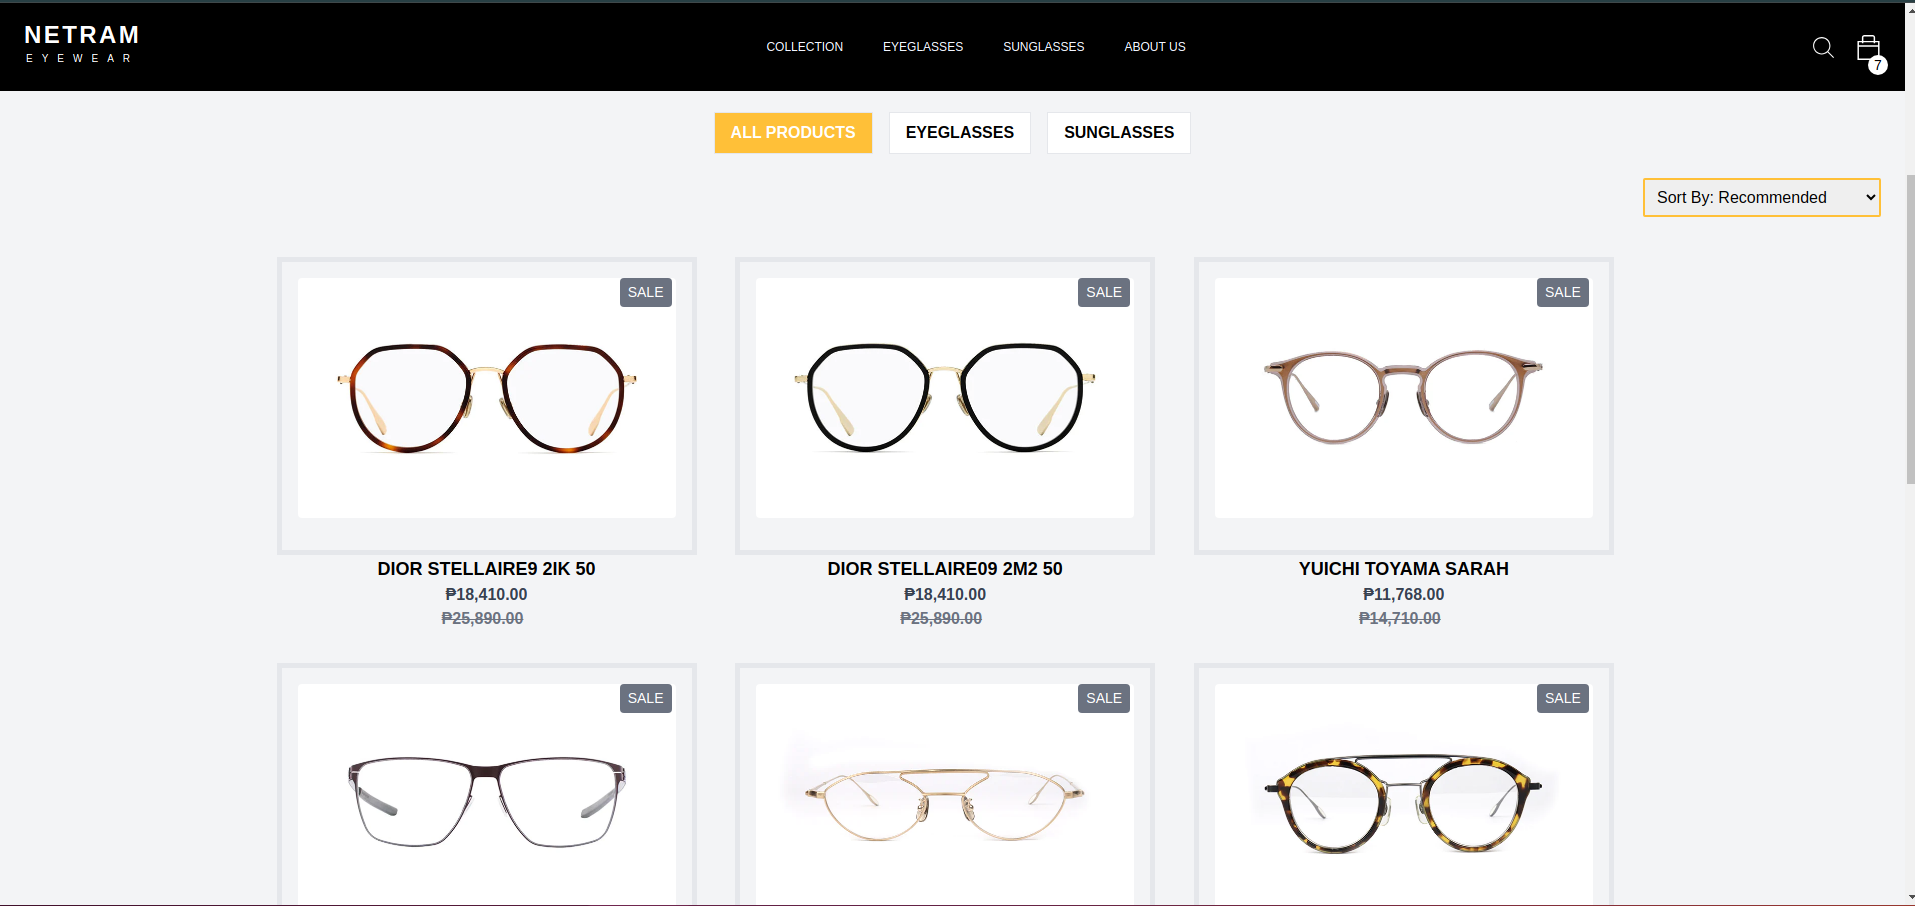 NETRAM
EYEWEAR
COLLECTION
EYEGLASSES
SUNGLASSES
ABOUT US
7
ALL PRODUCTS
EYEGLASSES
SUNGLASSES
Sort By: Recommended
SALE
SALE
SALE
DIOR STELLAIRE9 2IK 50
₱18,410.00
₱25,890.00
DIOR STELLAIRE09 2M2 50
₱18,410.00
₱25,890.00
YUICHI TOYAMA SARAH
₱11,768.00
₱14,710.00
SALE
SALE
SALE